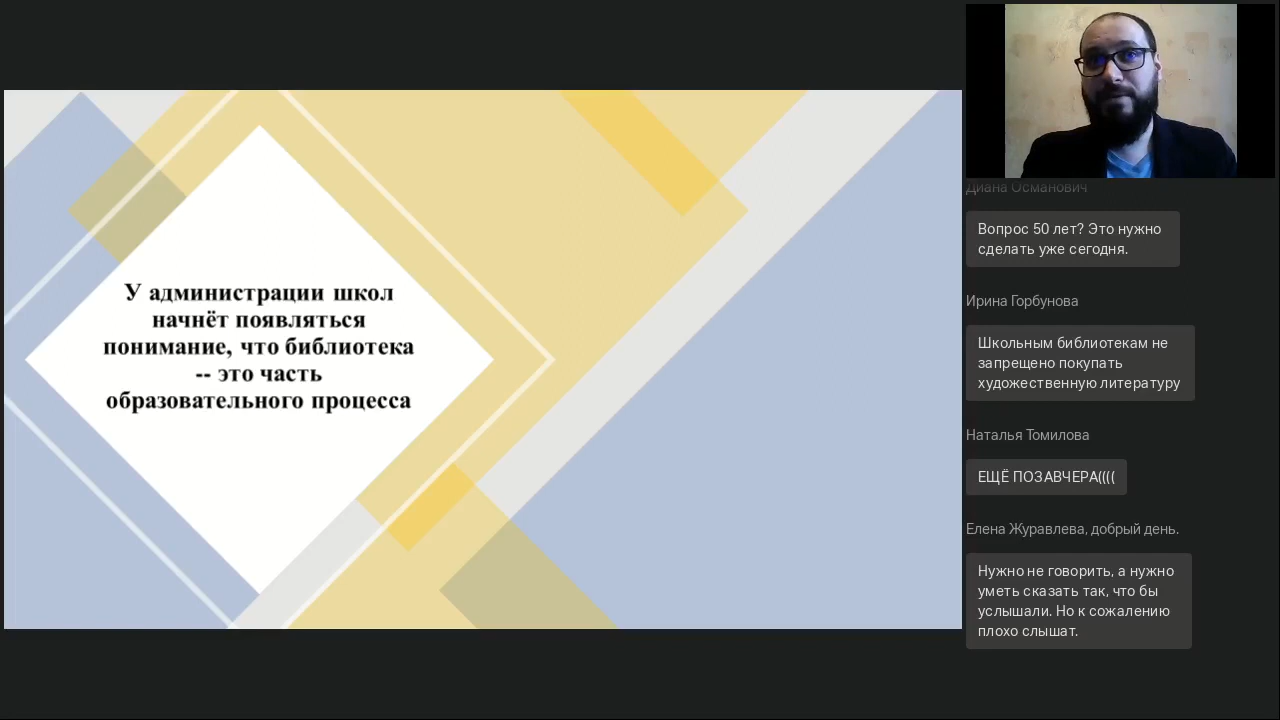 У администрации школ
начнёт появляться
понимание, что библиотека
-- это часть
образовательного процесса
Диана Османович
Вопрос 50 лет? Это нужно
сделать уже сегодня.
Ирина Горбунова
Школьным библиотекам не
запрещено покупать
художественную литературу
Наталья Томилова
ЕЩЁ ПОЗАВЧЕРА((((
Елена Журавлева, добрый день.
Нужно не говорить, а нужно
уметь сказать так, что бы
услышали. Но к сожалению
плохо слышат.